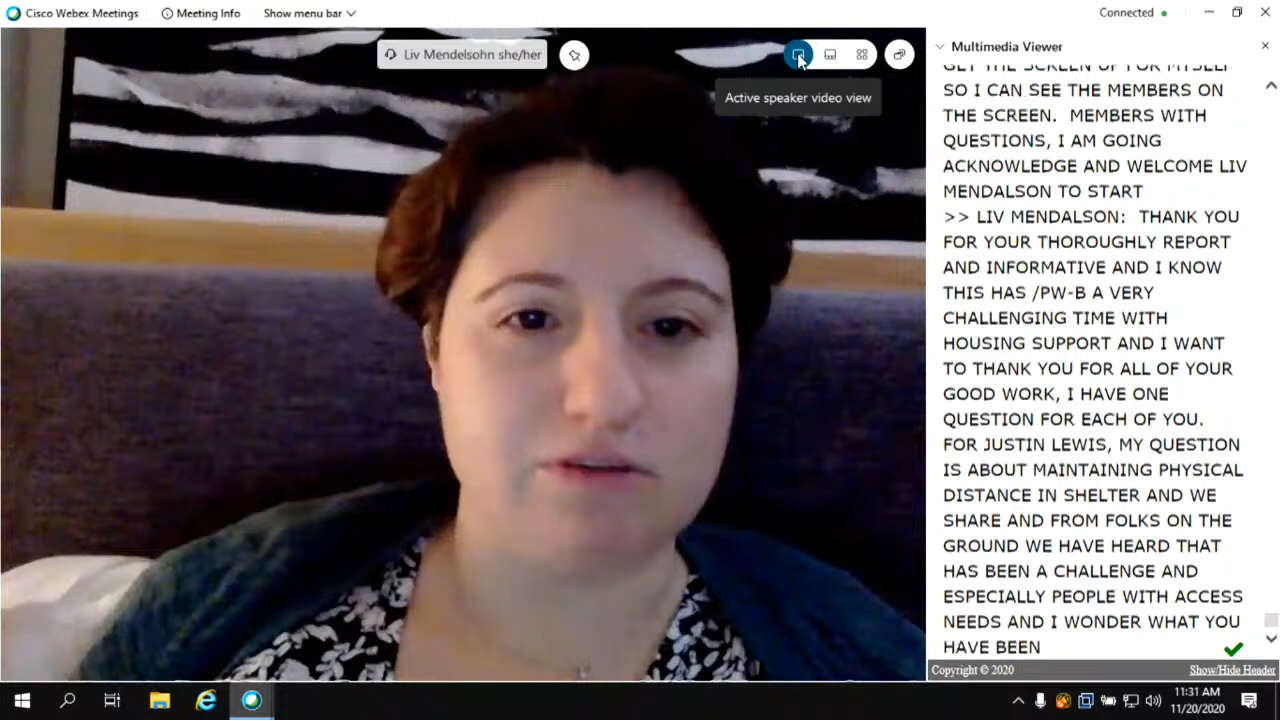 Cisco Webex Meetings
Meeting Info
Show menu bar
Connected
Liv Mendelsohn she/her
Active speaker video view
Multimedia Viewer
GET THE SCREEN UP FOR MYSELF
SO I CAN SEE THE MEMBERS ON
THE SCREEN. MEMBERS WITH
QUESTIONS, I AM GOING
ACKNOWLEDGE AND WELCOME LIV
MENDALSON TO START
>> LIV MENDALSON: THANK YOU
FOR YOUR THOROUGHLY REPORT
AND INFORMATIVE AND I KNOW
THIS HAS /PW-B A VERY
CHALLENGING TIME WITH
HOUSING SUPPORT AND I WANT
TO THANK YOU FOR ALL OF YOUR
GOOD WORK, I HAVE ONE
QUESTION FOR EACH OF YOU.
FOR JUSTIN LEWIS, MY QUESTION
IS ABOUT MAINTAINING PHYSICAL
DISTANCE IN SHELTER AND WE
SHARE AND FROM FOLKS ON THE
GROUND WE HAVE HEARD THAT
HAS BEEN A CHALLENGE AND
ESPECIALLY PEOPLE WITH ACCESS
NEEDS AND I WONDER WHAT YOU
HAVE BEEN
Copyright © 2020
Show/Hide Header
11:31 AM
11/20/2020